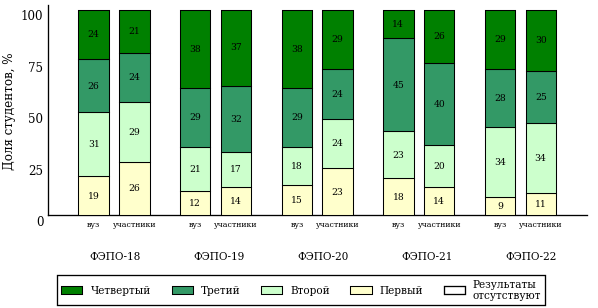 Доля студентов, %
100
75
50
25
0
24 21 38 37 38 29 14 26 29 30
26 24 29 32 29 24 45 40 28 25
31 29 21 17 18 24 23 20 34 34
19 26 12 14 15 23 18 14 9 11
вуз участники вуз участники вуз участники вуз участники вуз участники
ФЭПО-18 ФЭПО-19 ФЭПО-20 ФЭПО-21 ФЭПО-22
Четвертый Третий Второй Первый Результаты
отсутствуют